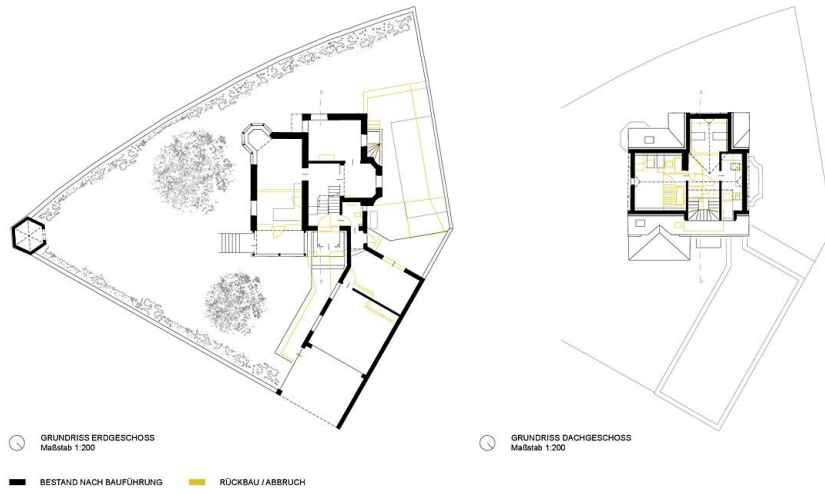 GRUNDRISS ERDGESCHOSS
Maßstab 1:200
GRUNDRISS DACHGESCHOSS
Maßstab 1:200
BESTAND NACH BAUFÜHRUNG
RÜCKBAU / ABBRUCH